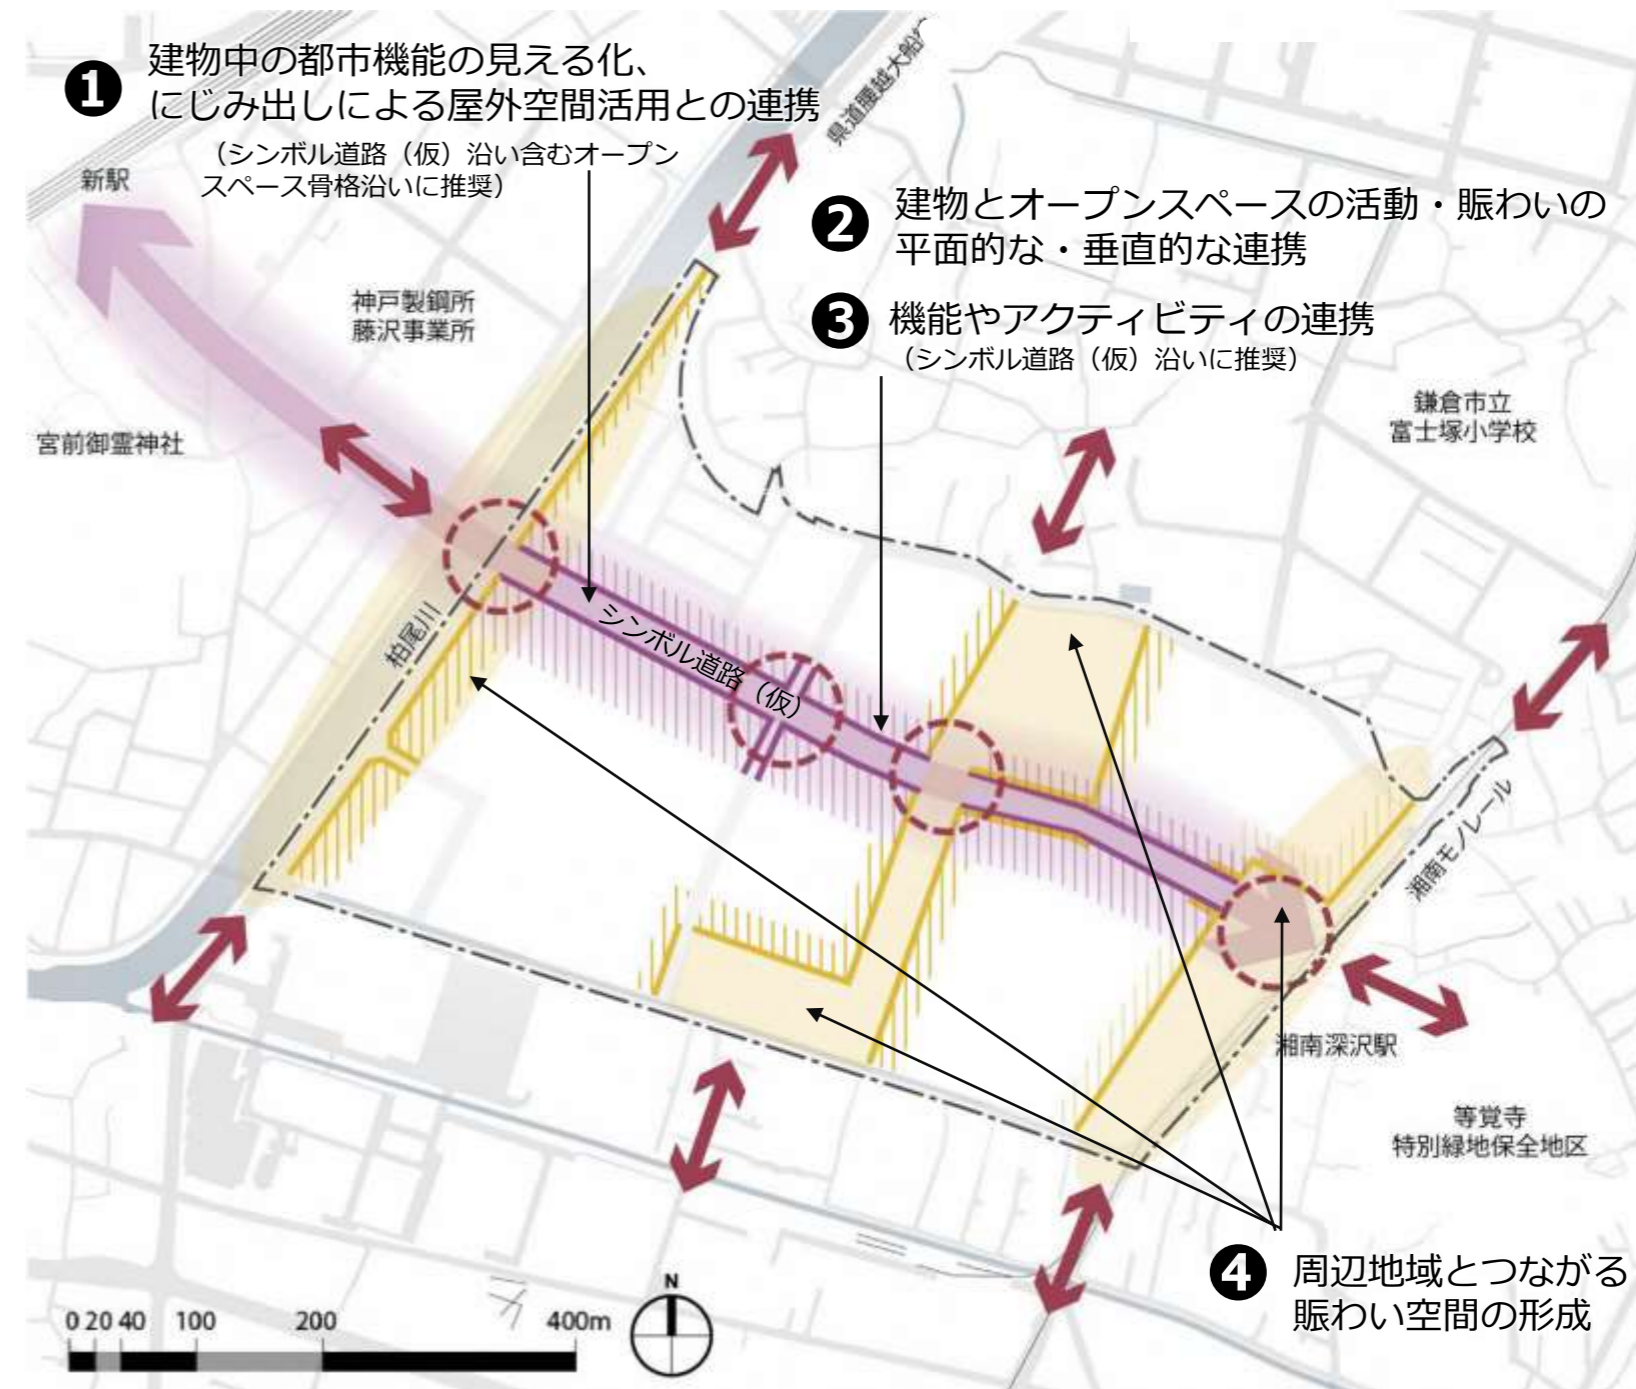 ❶ 建物中の都市機能の見える化、
にじみ出しによる屋外空間活用との連携
（シンボル道路（仮）沿い含むオープン
スペース骨格沿いに推奨）
県道腰越大船
新駅
❷ 建物とオープンスペースの活動・賑わいの
平面的な・垂直的な連携
神戸製鋼所
藤沢事業所
❸ 機能やアクティビティの連携
（シンボル道路（仮）沿いに推奨）
宮前御霊神社
鎌倉市立
富士塚小学校
柏尾川
シンボル道路（仮）
湘南モノレール
湘南深沢駅
等覚寺
特別緑地保全地区
❹ 周辺地域とつながる
賑わい空間の形成
0 20 40 100 200 400m
N